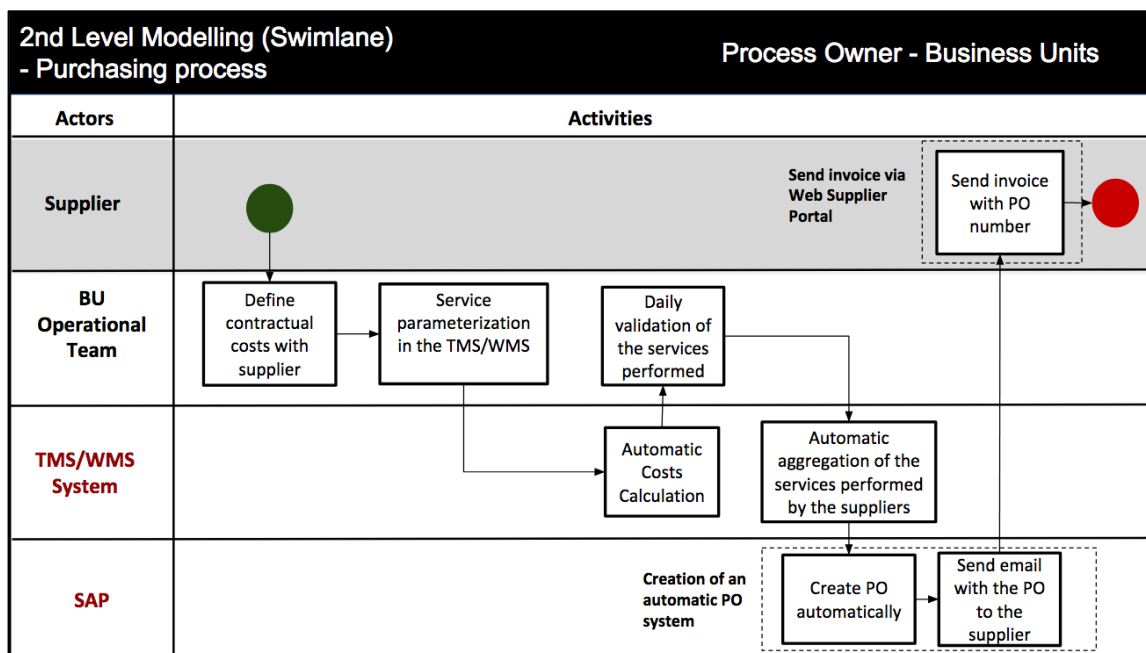 2nd Level Modelling (Swimlane)
- Purchasing process
Process Owner - Business Units
Actors
Activities
Supplier
Send invoice via
Web Supplier
Portal
Send invoice
with PO
number
BU
Operational
Team
Define
contractual
costs with
supplier
Service
parameterization
in the TMS/WMS
Daily
validation of
the services
performed
TMS/WMS
System
Automatic
Costs
Calculation
Automatic
aggregation of the
services performed
by the suppliers
SAP
Creation of an
automatic PO
system
Create PO
automatically
Send email
with the PO
to the
supplier